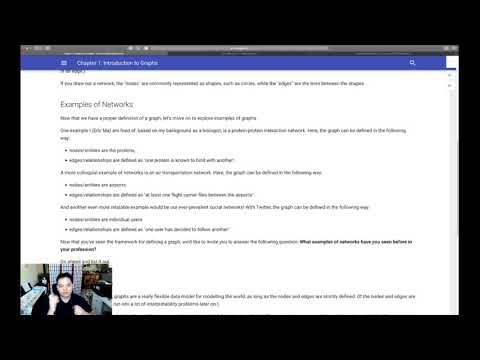 Chapter 1: Introduction to Graphs
an edge.)
If you draw out a network, the "nodes" are commonly represented as shapes, such as circles, while the "edges" are the lines between the shapes.
Examples of Networks
Now that we have a proper definition of a graph, let's move on to explore examples of graphs.
One example I (Eric Ma) am fond of, based on my background as a biologist, is a protein-protein interaction network. Here, the graph can be defined in the following
way:
• nodes/entities are the proteins,
• edges/relationships are defined as "one protein is known to bind with another".
A more colloquial example of networks is an air transportation network. Here, the graph can be defined in the following way:
• nodes/entities are airports
• edges/relationships are defined as "at least one flight carrier flies between the airports".
And another even more relatable example would be our ever-prevalent social networks! With Twitter, the graph can be defined in the following way:
• nodes/entities are individual users
• edges/relationships are defined as "one user has decided to follow another".
Now that you've seen the framework for defining a graph, we'd like to invite you to answer the following question: What examples of networks have you seen before in
your profession?
Go ahead and list it out.
graphs are a really flexible data model for modelling the world, as long as the nodes and edges are strictly defined. (If the nodes and edges are
run into a lot of interpretability problems later on.)